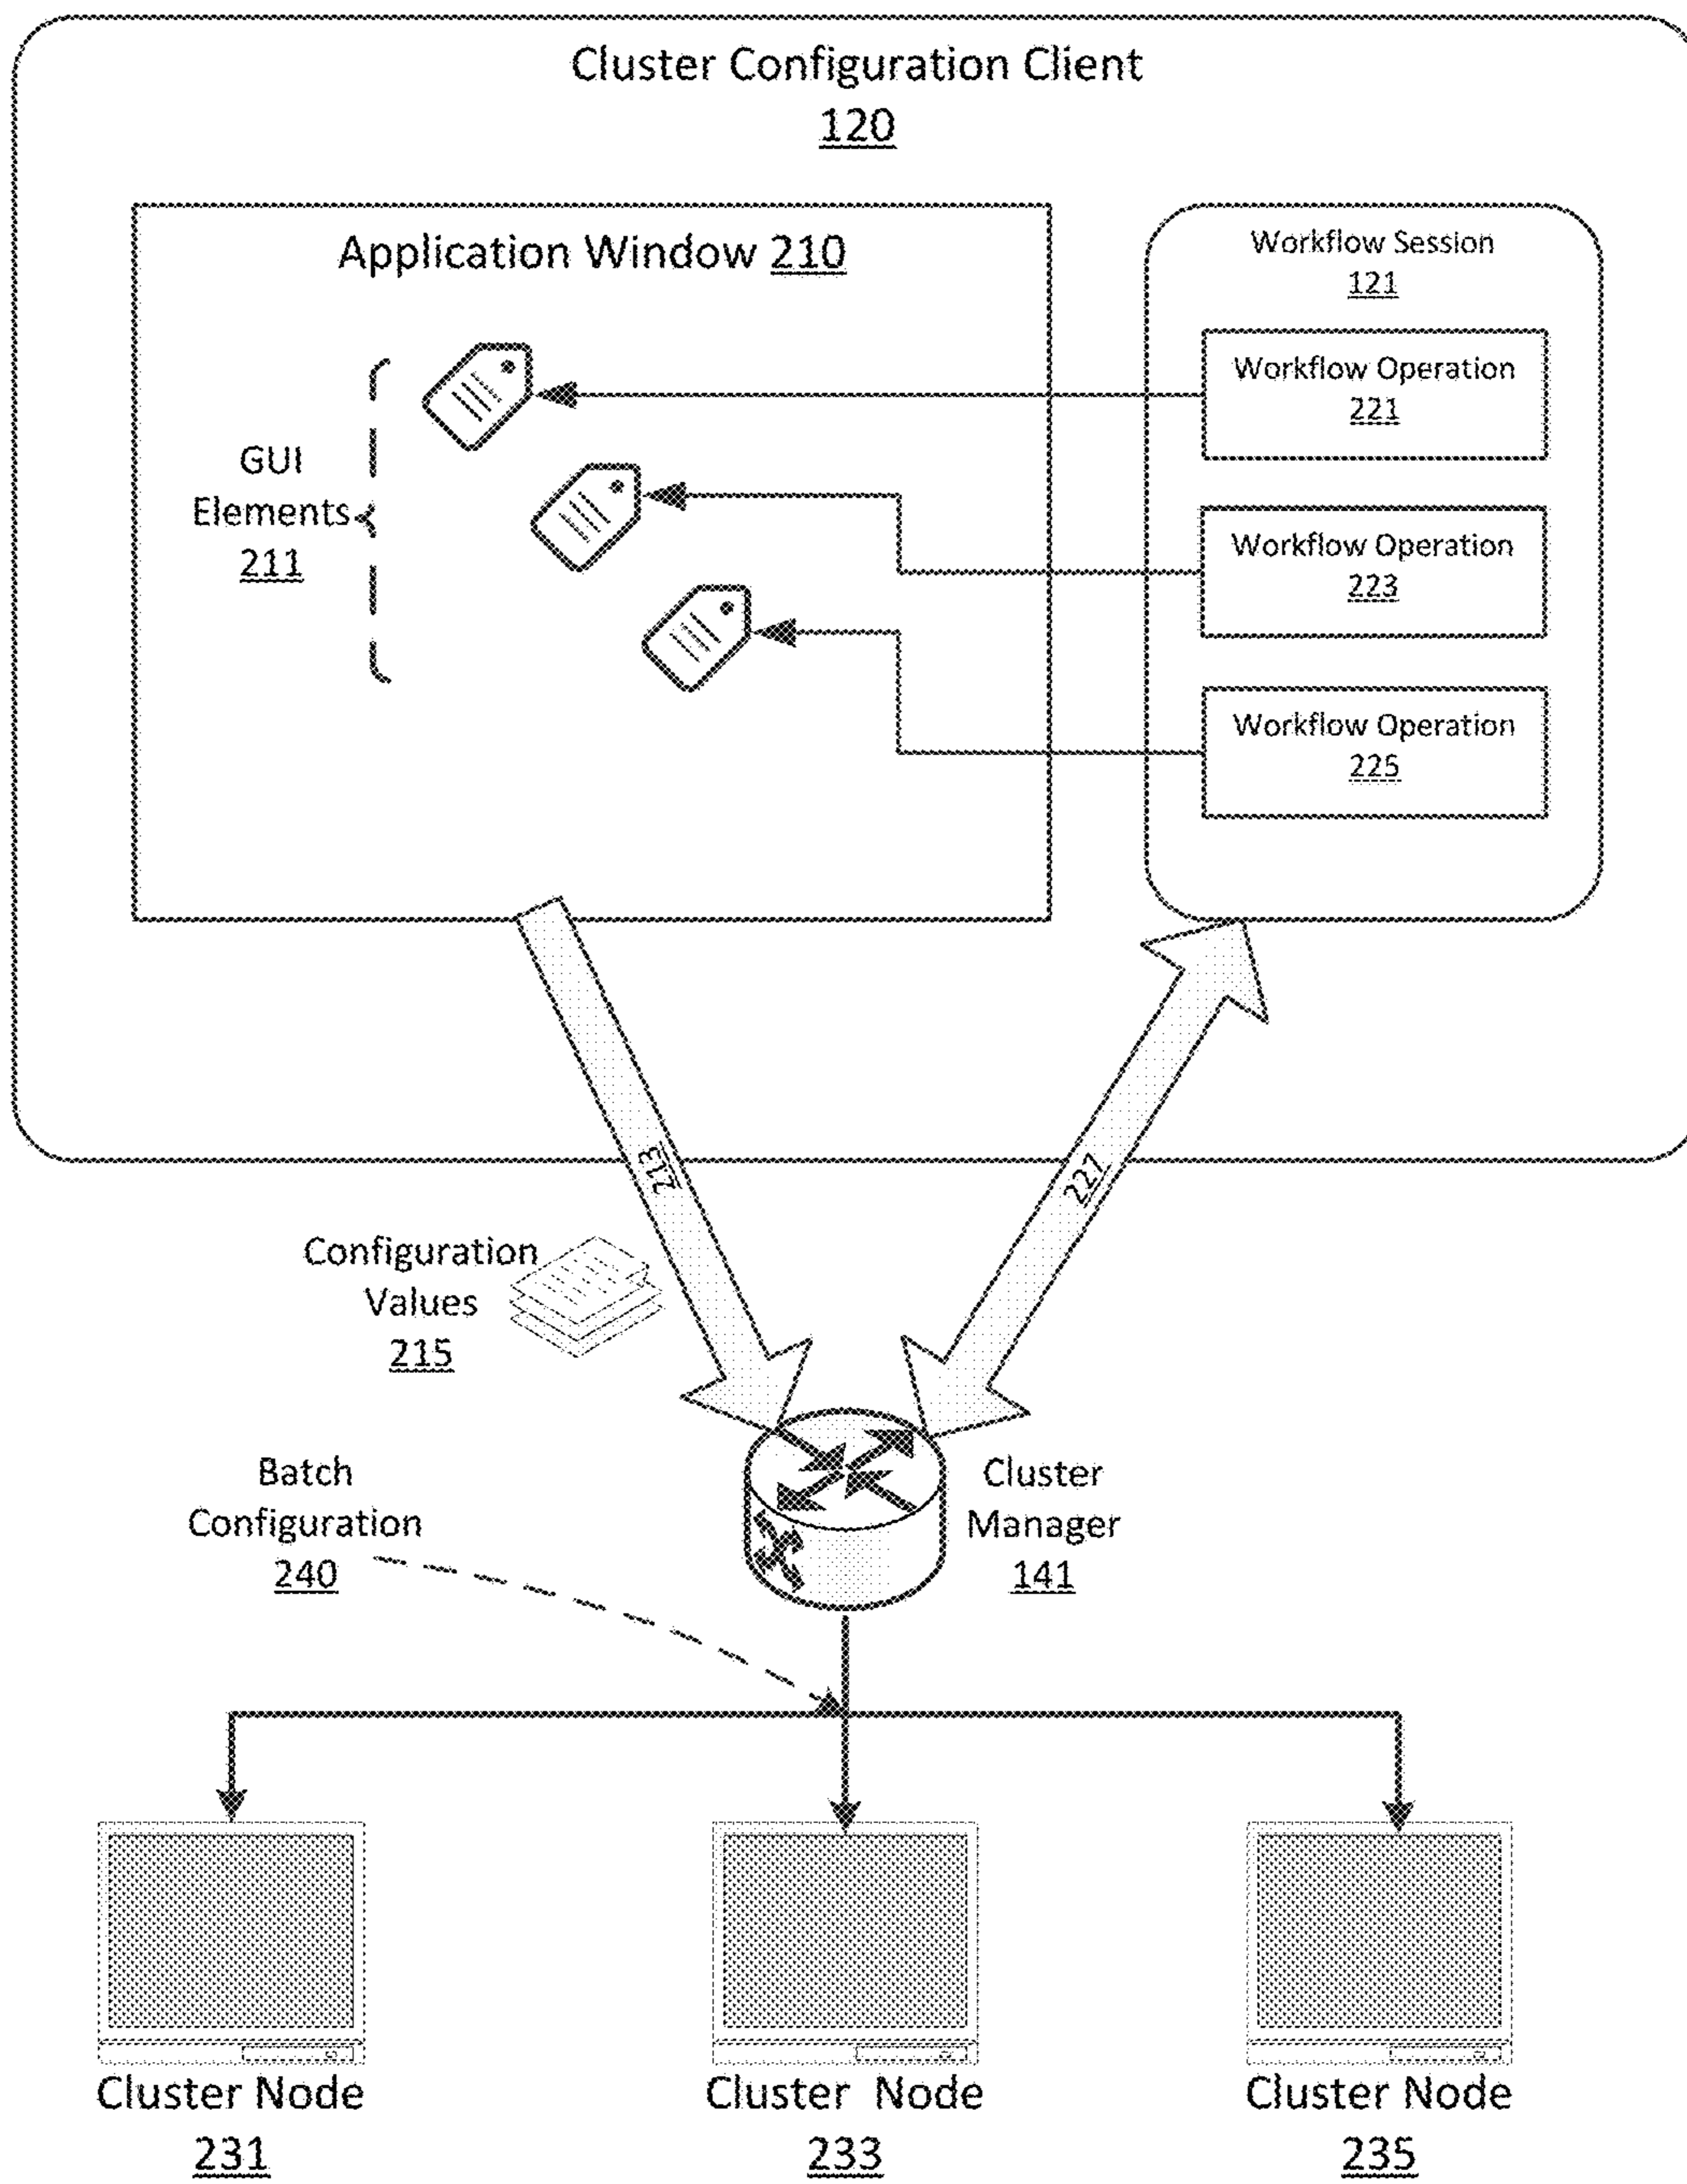 Cluster Configuration Client
120
Application Window 210
Workflow Session
121
Workflow Operation
221
GUI
Elements
211
Workflow Operation
223
Workflow Operation
225
213
227
Configuration
Values
215
Batch
Configuration
240
Cluster
Manager
141
Cluster Node
231
Cluster Node
233
Cluster Node
235